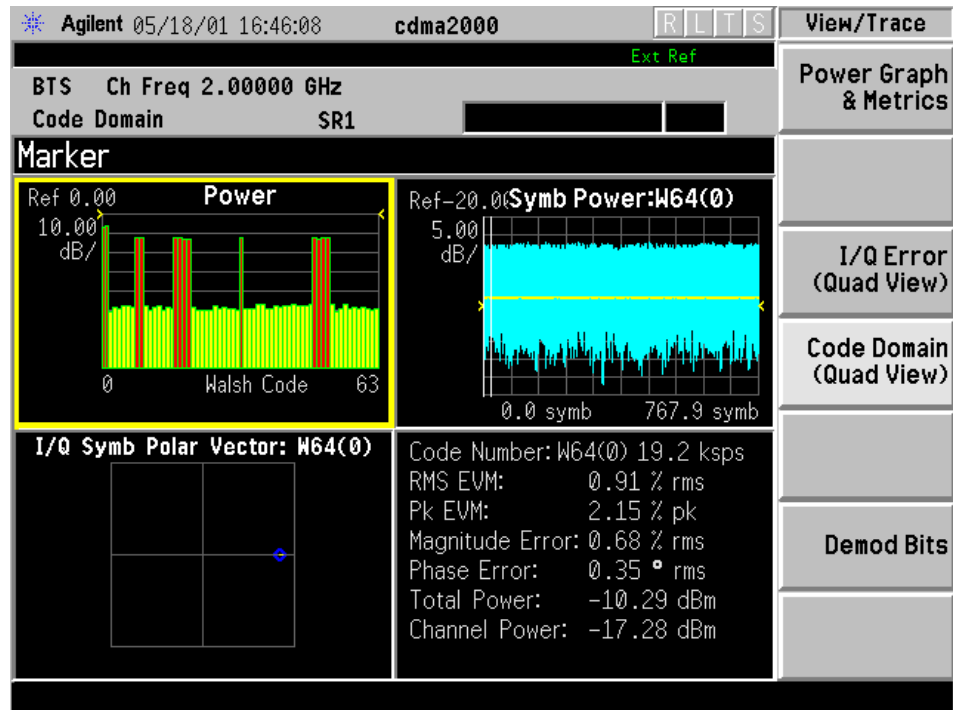 Agilent 05/18/01 16:46:08 cdma2000 R L T S
Ext Ref
BTS Ch Freq 2.00000 GHz
Code Domain SR1
Marker
Ref 0.00 Power
10.00
dB/
0 Walsh Code 63
Ref-20.00 Symb Power:W64(0)
5.00
dB/
0.0 symb 767.9 symb
I/Q Symb Polar Vector: W64(0)
Code Number: W64(0) 19.2 ksps
RMS EVM: 0.91 % rms
Pk EVM: 2.15 % pk
Magnitude Error: 0.68 % rms
Phase Error: 0.35 ° rms
Total Power: -10.29 dBm
Channel Power: -17.28 dBm
View/Trace
Power Graph
& Metrics
I/Q Error
(Quad View)
Code Domain
(Quad View)
Demod Bits